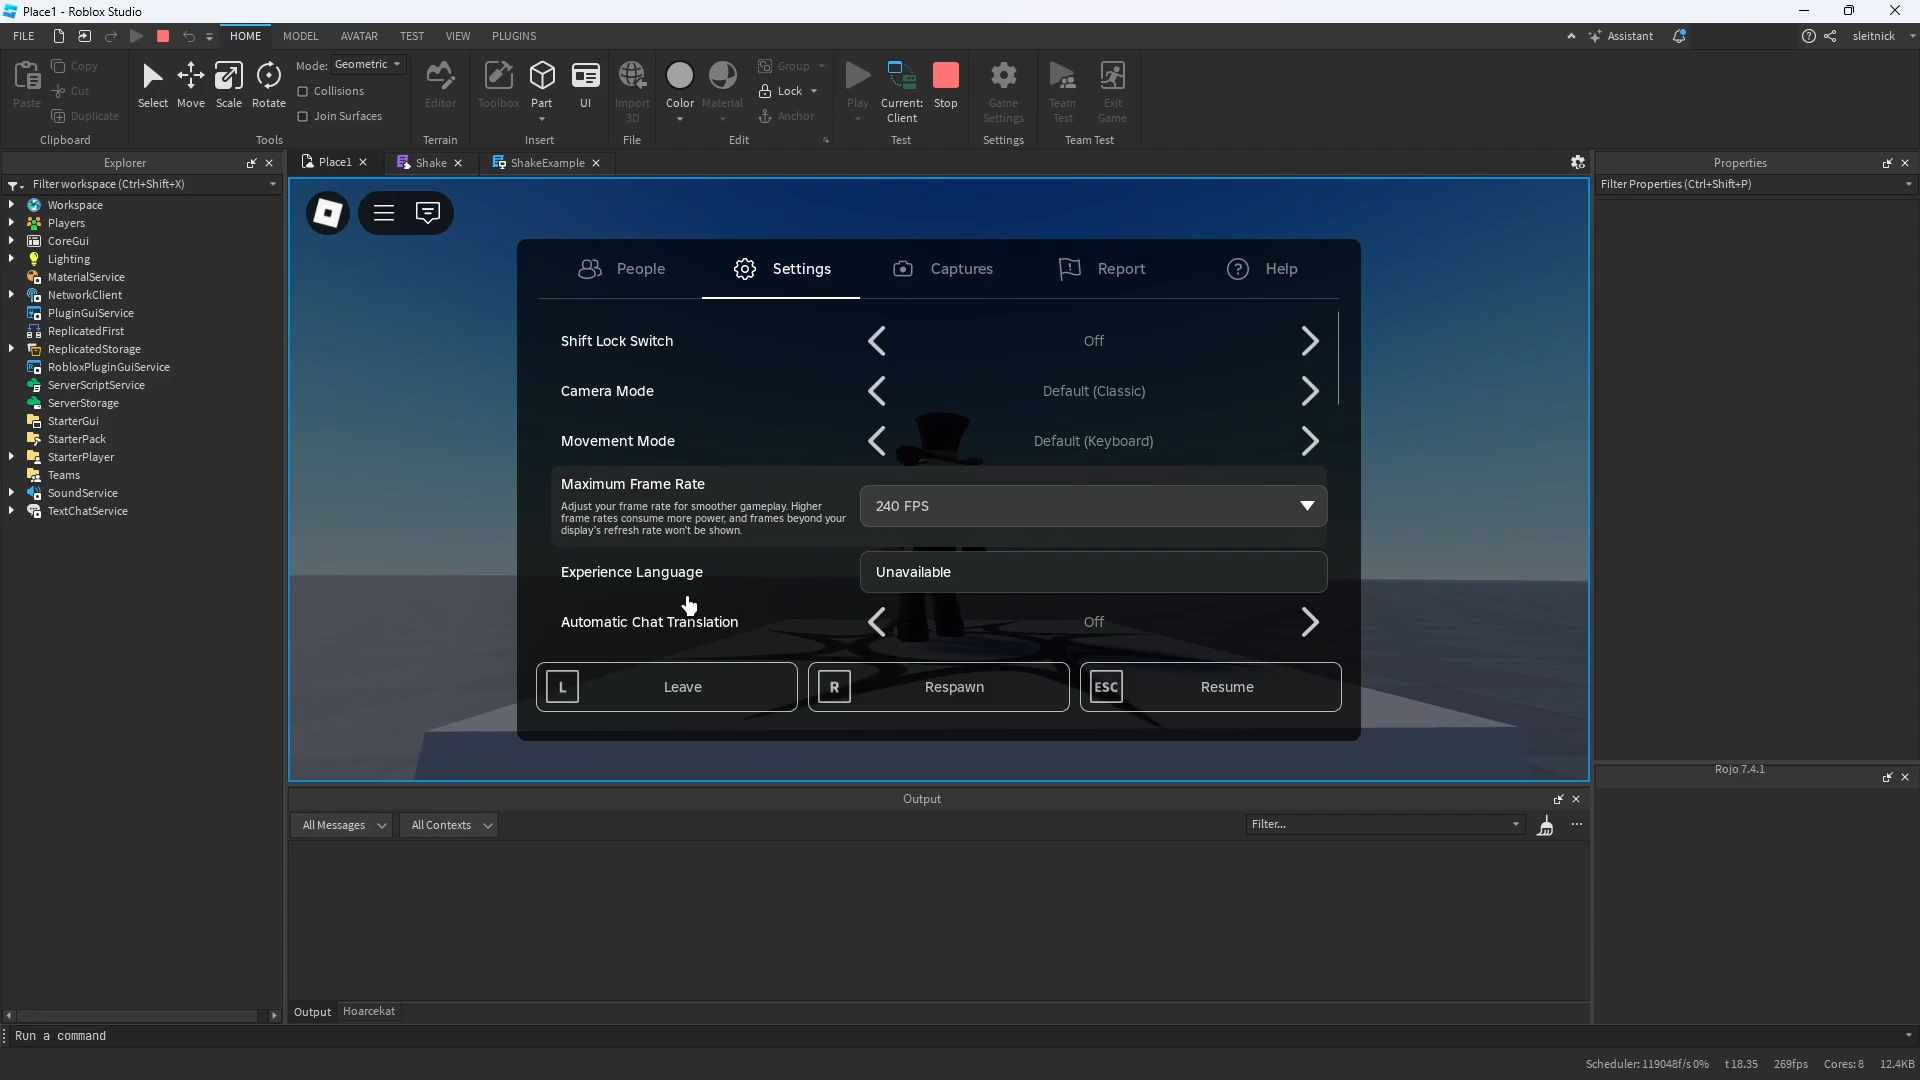 Place1 - Roblox Studio
FILE
HOME
MODEL
AVATAR
TEST
VIEW
PLUGINS
Assistant
sleitnick
Paste
Copy
Cut
Duplicate
Clipboard
Select
Move
Scale
Rotate
Mode: Geometric
Collisions
Join Surfaces
Tools
Editor
Terrain
Toolbox
Part
UI
Insert
Import
3D
File
Color
Material
Group
Lock
Anchor
Edit
Play
Current:
Client
Stop
Test
Game
Settings
Settings
Team
Test
Exit
Game
Team Test
Explorer
Filter workspace (Ctrl+Shift+X)
Workspace
Players
CoreGui
Lighting
MaterialService
NetworkClient
PluginGuiService
ReplicatedFirst
ReplicatedStorage
RobloxPluginGuiService
ServerScriptService
ServerStorage
StarterGui
StarterPack
StarterPlayer
Teams
SoundService
TextChatService
Place1
Shake
ShakeExample
People
Settings
Captures
Report
Help
Shift Lock Switch
Off
Camera Mode
Default (Classic)
Movement Mode
Default (Keyboard)
Maximum Frame Rate
Adjust your frame rate for smoother gameplay. Higher
frame rates consume more power, and frames beyond your
display's refresh rate won't be shown.
240 FPS
Experience Language
Unavailable
Automatic Chat Translation
Off
L Leave
R Respawn
ESC Resume
Output
All Messages
All Contexts
Filter...
Output
Hoarcekat
Properties
Filter Properties (Ctrl+Shift+P)
Rojo 7.4.1
Run a command
Scheduler: 119048f/s 0% t 18.35 269fps Cores: 8 12.4KB